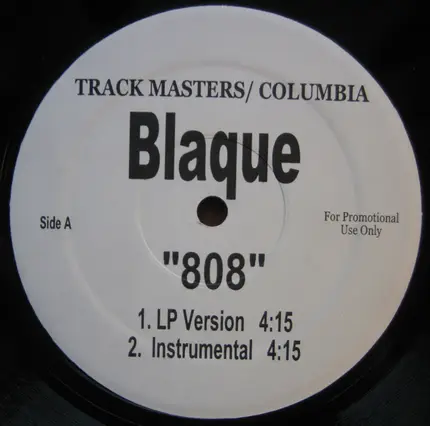 TRACK MASTERS/ COLUMBIA
Blaque
Side A
For Promotional
Use Only
"808"
1. LP Version 4:15
2. Instrumental 4:15